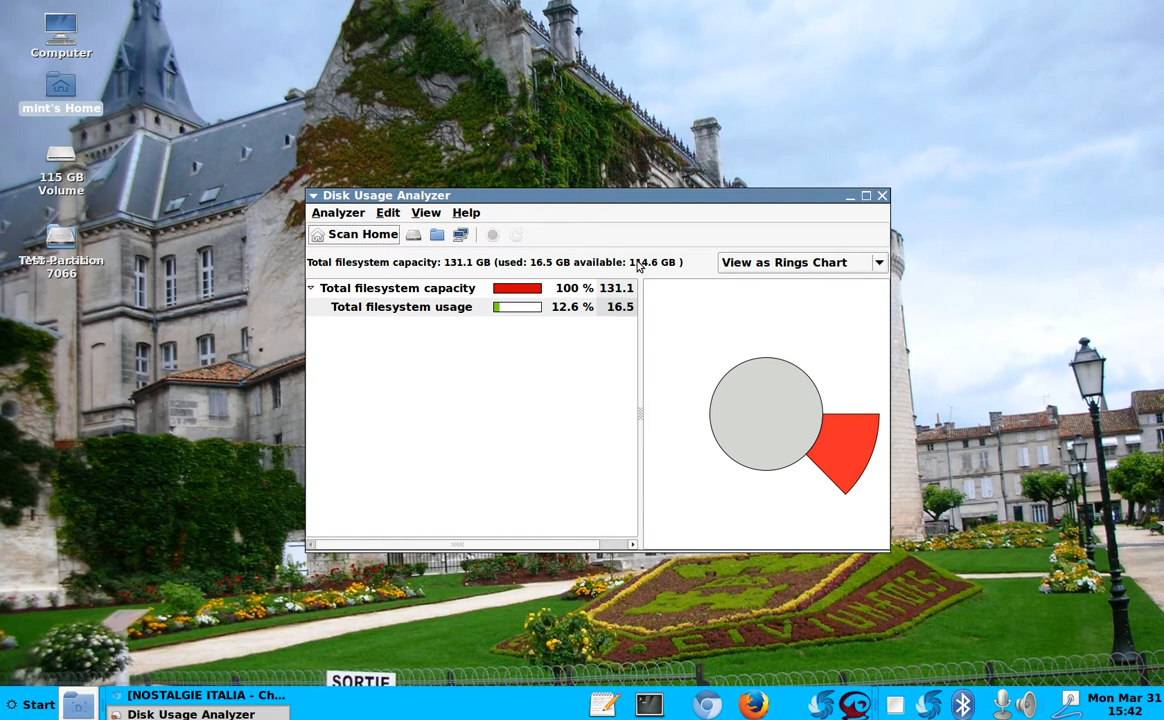 Computer
mint's Home
115 GB
Volume
7066
Disk Usage Analyzer
Analyzer Edit View Help
Scan Home
Total filesystem capacity: 131.1 GB (used: 16.5 GB available: 114.6 GB )
View as Rings Chart
Total filesystem capacity 100 % 131.1
Total filesystem usage 12.6 % 16.5
SORTIE
Start
[NOSTALGIE ITALIA - Ch...
Disk Usage Analyzer
Mon Mar 31
15:42